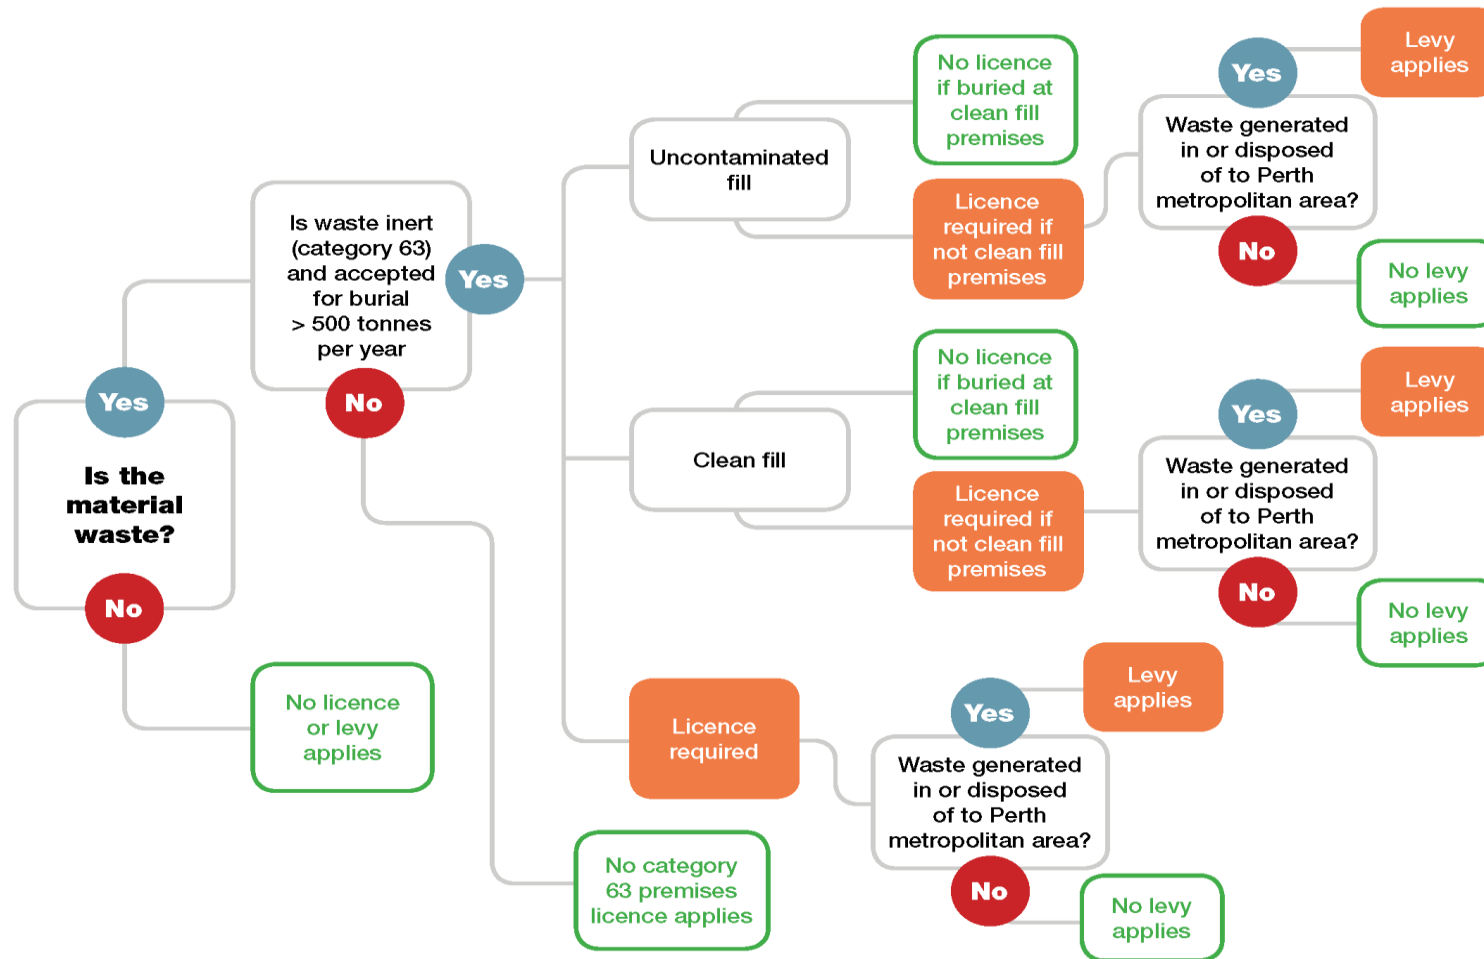 Is the
material
waste?
Yes
No
No licence
or levy
applies
Is waste inert
(category 63)
and accepted
for burial
> 500 tonnes
per year
Yes
No
No category
63 premises
licence applies
Uncontaminated
fill
No licence
if buried at
clean fill
premises
Licence
required if
not clean fill
premises
Waste generated
in or disposed
of to Perth
metropolitan area?
Yes
Levy
applies
No
No levy
applies
Clean fill
No licence
if buried at
clean fill
premises
Licence
required if
not clean fill
premises
Waste generated
in or disposed
of to Perth
metropolitan area?
Yes
Levy
applies
No
No levy
applies
Licence
required
Waste generated
in or disposed
of to Perth
metropolitan area?
Yes
Levy
applies
No
No levy
applies